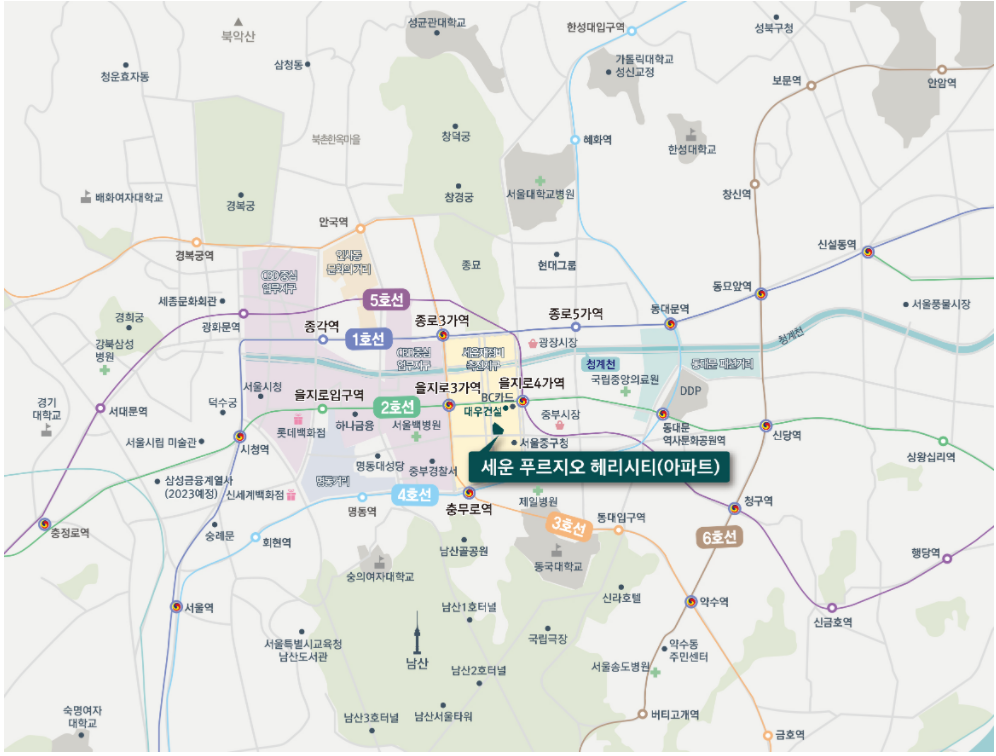 성균관대학교
한성대입구역
성북구청
북악산
가톨릭대학교
성신교정
청운효자동
삼청동
보문역
안암역
창덕궁
북촌한옥마을
혜화역
한성대학교
배화여자대학교
경복궁
창경궁
서울대학교병원
창신역
안국역
경복궁역
인사동
문화의거리
종묘
현대그룹
신설동역
CBD중심
업무지구
동묘앞역
세종문화회관
5호선
서울풍물시장
경희궁
광화문역
종각역
종로3가역
종로5가역
동대문역
강북삼성
병원
1호선
CBD중심
업무지구
세운재정비
촉진지구
광장시장
청계천
청계천
동대문 패션거리
서울시청
을지로입구역
을지로3가역
을지로4가역
국립중앙의료원
DDP
경기
대학교
서대문역
덕수궁
2호선
BC카드
대우건설
중부시장
롯데백화점
하나금융
서울백병원
동대문
역사문화공원역
신당역
서울시립 미술관
시청역
서울중구청
상왕십리역
명동대성당
중부경찰서
세운 푸르지오 헤리시티(아파트)
삼성금융계열사
(2023예정)
신세계백화점
명동거리
4호선
제일병원
청구역
충정로역
숭례문
명동역
충무로역
3호선
동대입구역
6호선
회현역
남산골공원
행당역
숭의여자대학교
동국대학교
신라호텔
약수역
서울역
남산1호터널
신금호역
서울특별시교육청
남산도서관
남산
국립극장
약수동
주민센터
남산2호터널
서울송도병원
숙명여자
대학교
남산3호터널
남산서울타워
버티고개역
금호역